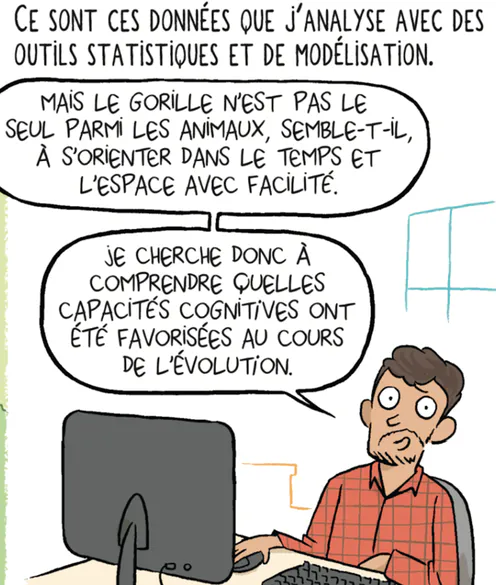 CE SONT CES DONNÉES QUE J'ANALYSE AVEC DES
OUTILS STATISTIQUES ET DE MODÉLISATION.
MAIS LE GORILLE N'EST PAS LE
SEUL PARMI LES ANIMAUX, SEMBLE-T-IL,
À S'ORIENTER DANS LE TEMPS ET
L'ESPACE AVEC FACILITÉ.
JE CHERCHE DONC À
COMPRENDRE QUELLES
CAPACITÉS COGNITIVES ONT
ÉTÉ FAVORISÉES AU COURS
DE L'ÉVOLUTION.